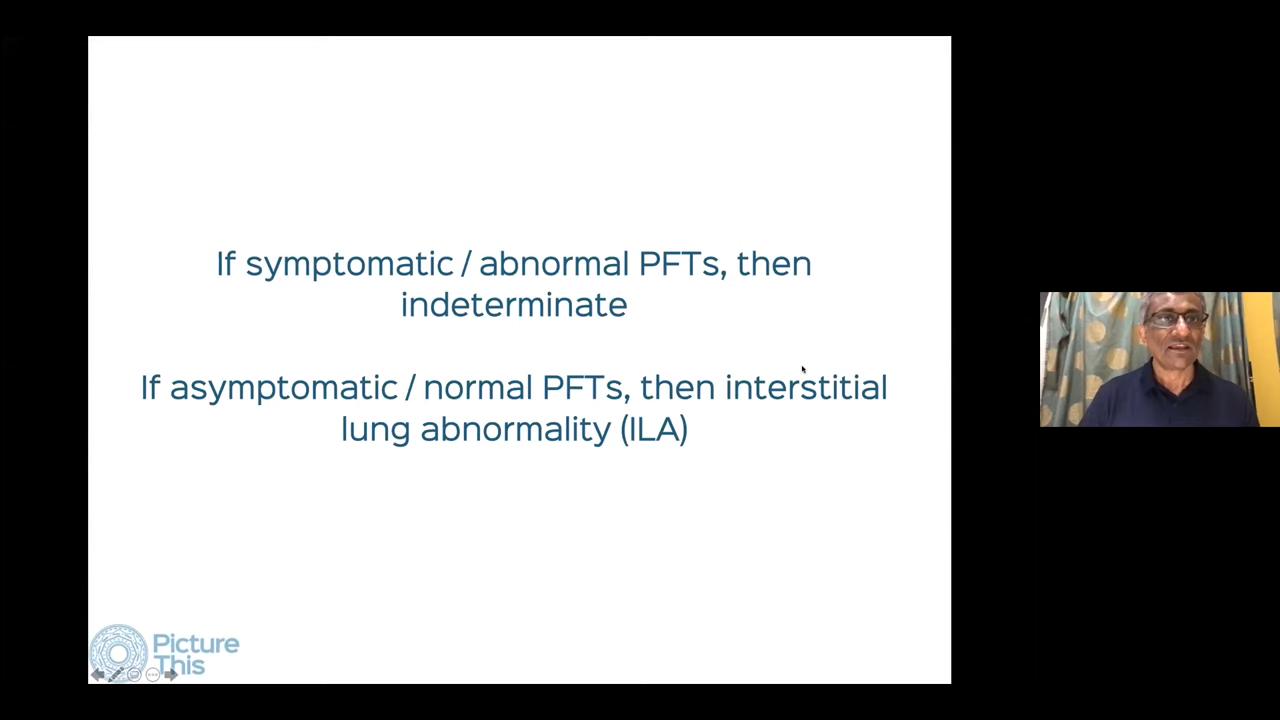 If symptomatic / abnormal PFTs, then
indeterminate
If asymptomatic / normal PFTs, then interstitial
lung abnormality (ILA)
Picture
This